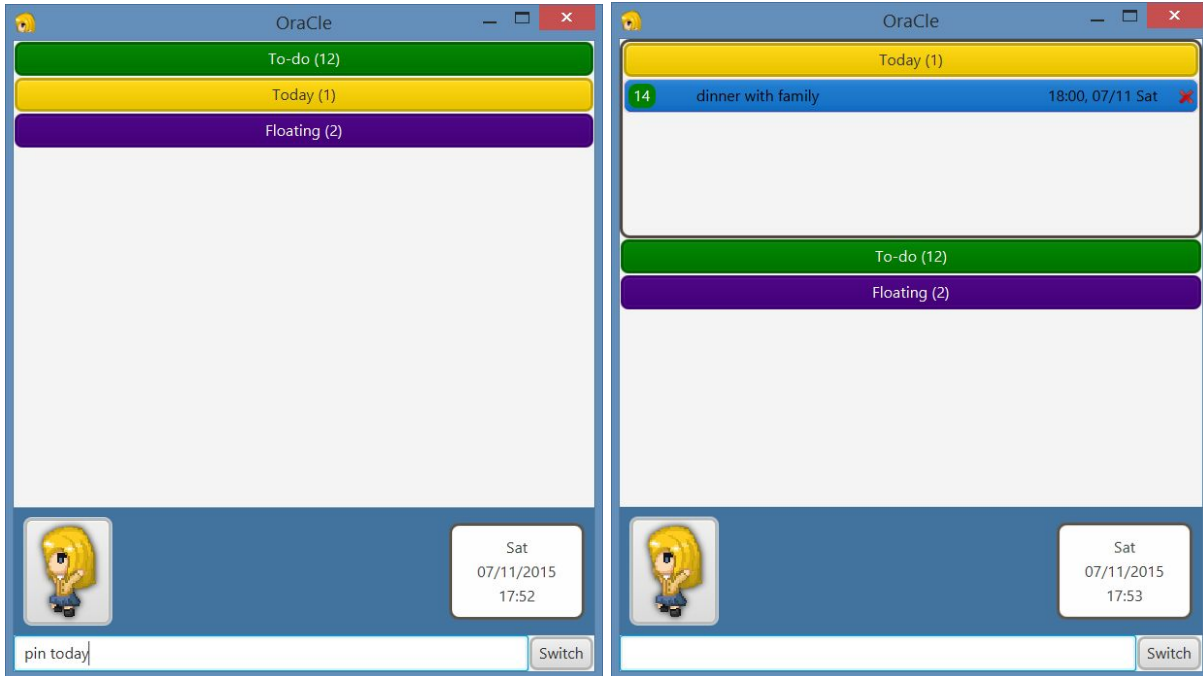 OraCle
To-do (12)
Today (1)
Floating (2)
Sat
07/11/2015
17:52
pin today
Switch
OraCle
Today (1)
14 dinner with family 18:00, 07/11 Sat
To-do (12)
Floating (2)
Sat
07/11/2015
17:53
Switch